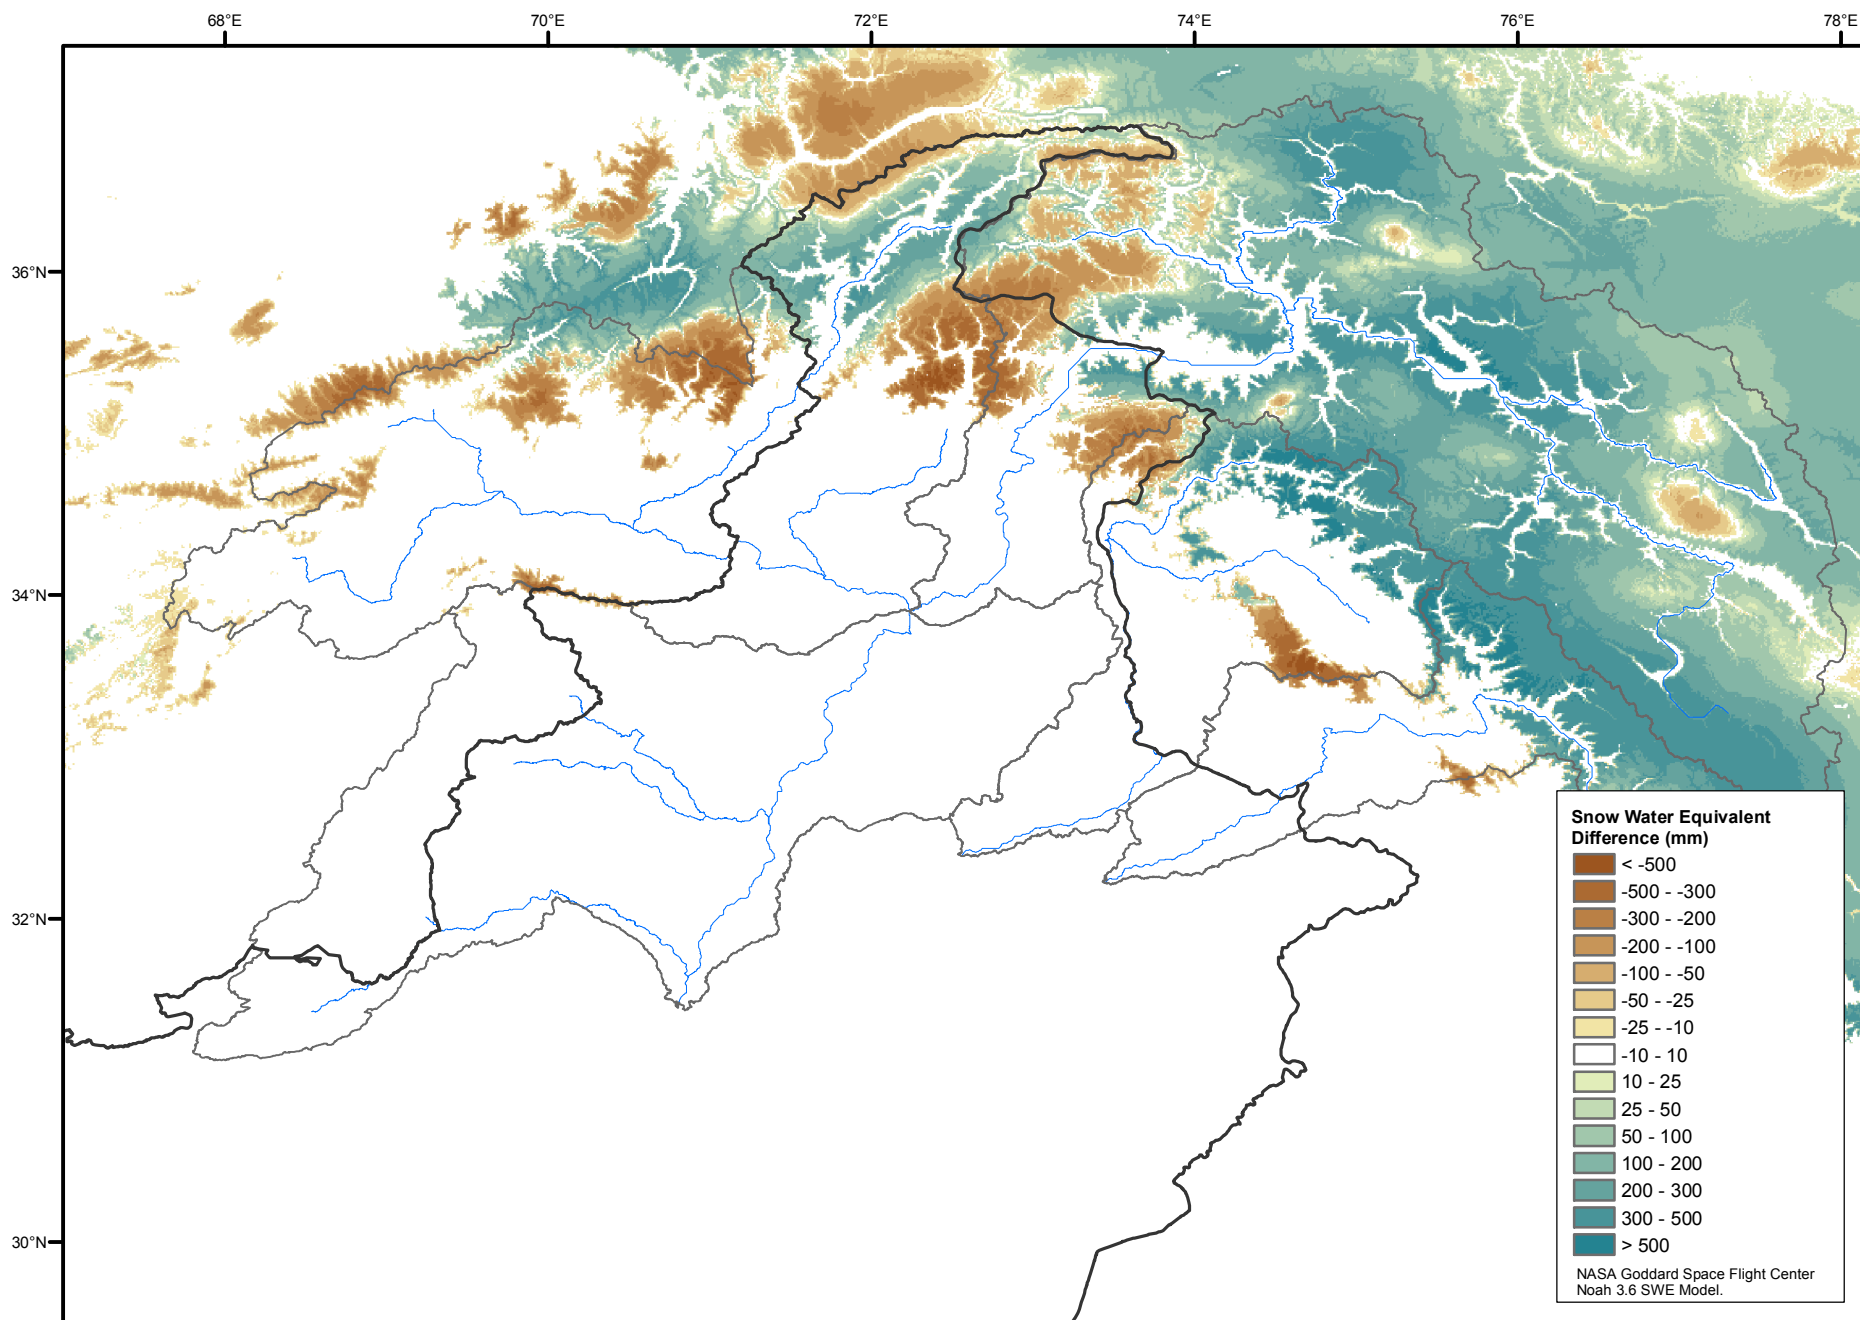 68°E
70°E
72°E
74°E
76°E
78°E
36°N
34°N
32°N
30°N
Snow Water Equivalent
Difference (mm)
< -500
-500 - -300
-300 - -200
-200 - -100
-100 - -50
-50 - -25
-25 - -10
-10 - 10
10 - 25
25 - 50
50 - 100
100 - 200
200 - 300
300 - 500
> 500
NASA Goddard Space Flight Center
Noah 3.6 SWE Model.